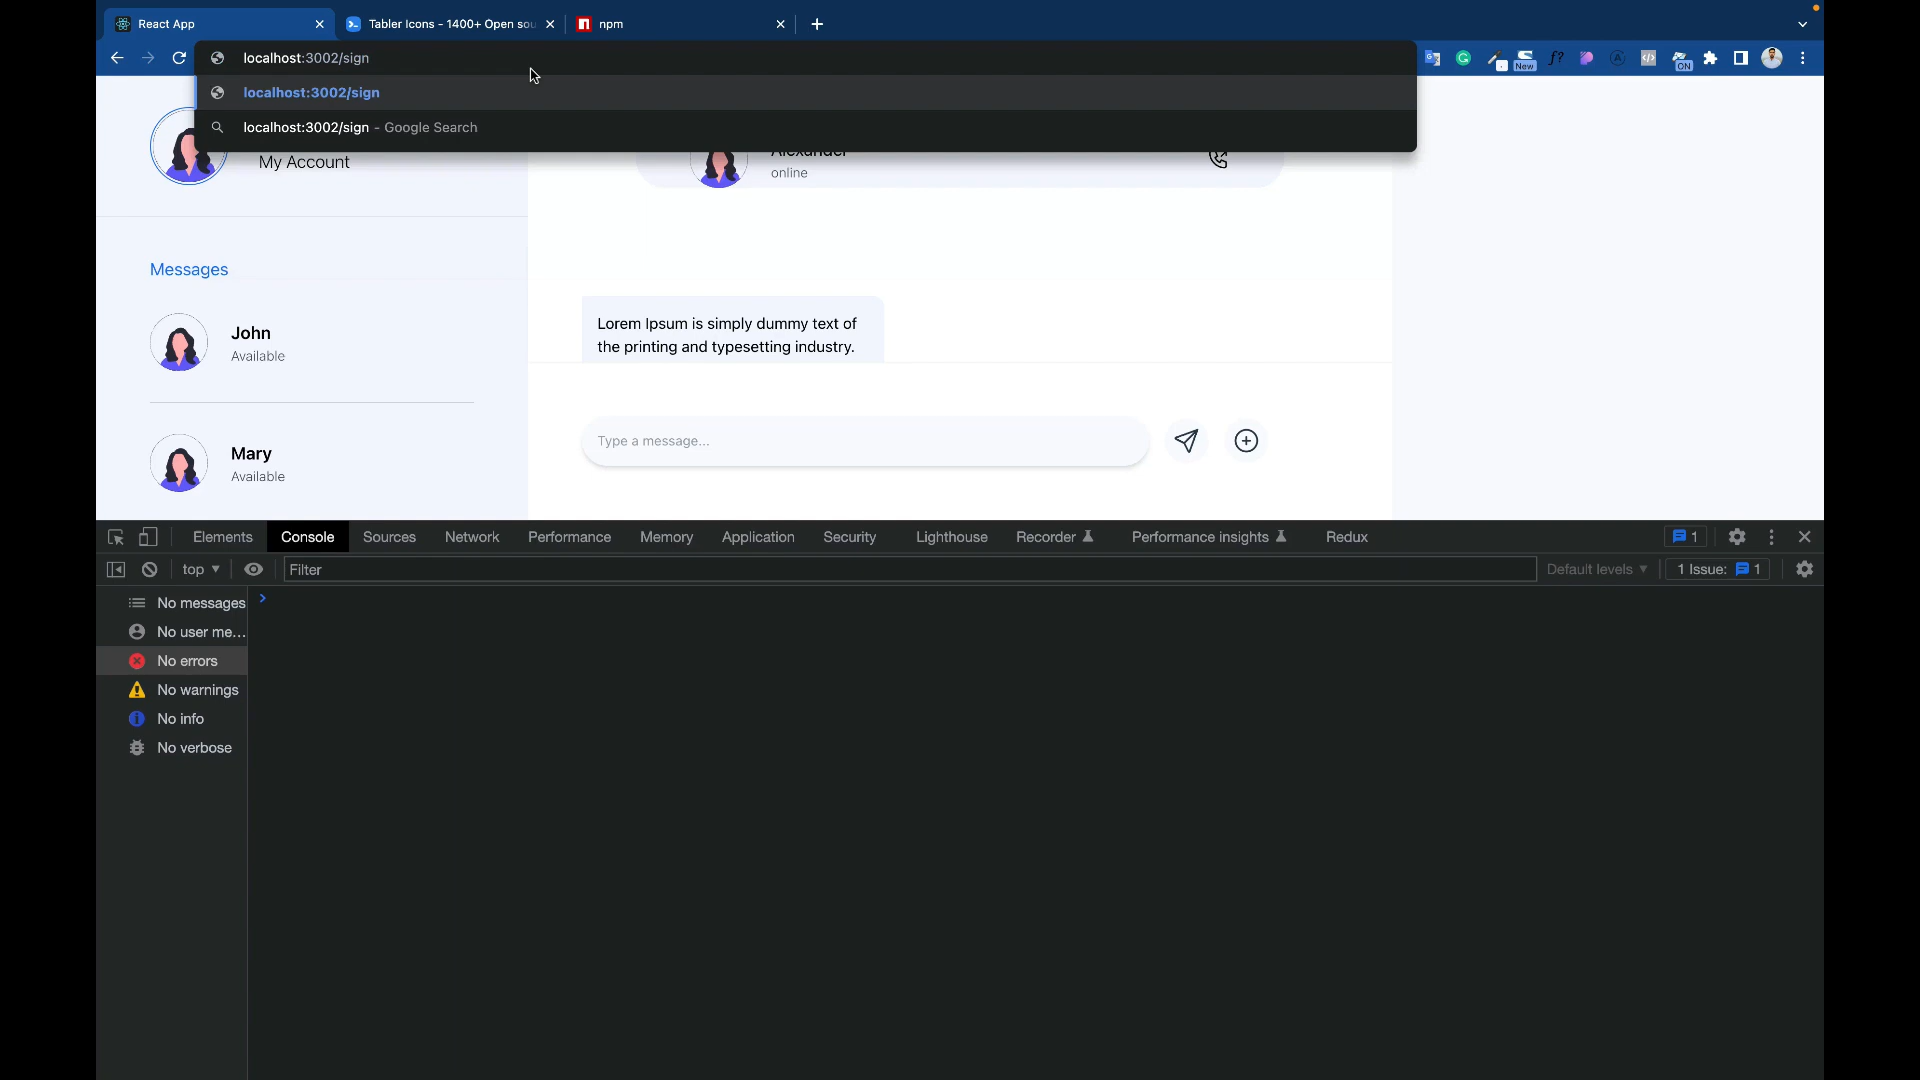 React App
Tabler Icons - 1400+ Open sou
npm
localhost:3002/sign
New
f?
ON
localhost:3002/sign
localhost:3002/sign - Google Search
My Account
Alexander
online
Messages
John
Available
Mary
Available
Lorem Ipsum is simply dummy text of
the printing and typesetting industry.
Type a message...
Elements
Console
Sources
Network
Performance
Memory
Application
Security
Lighthouse
Recorder
Performance insights
Redux
1
top
Filter
Default levels
1 Issue: 1
No messages
No user me...
No errors
No warnings
No info
No verbose